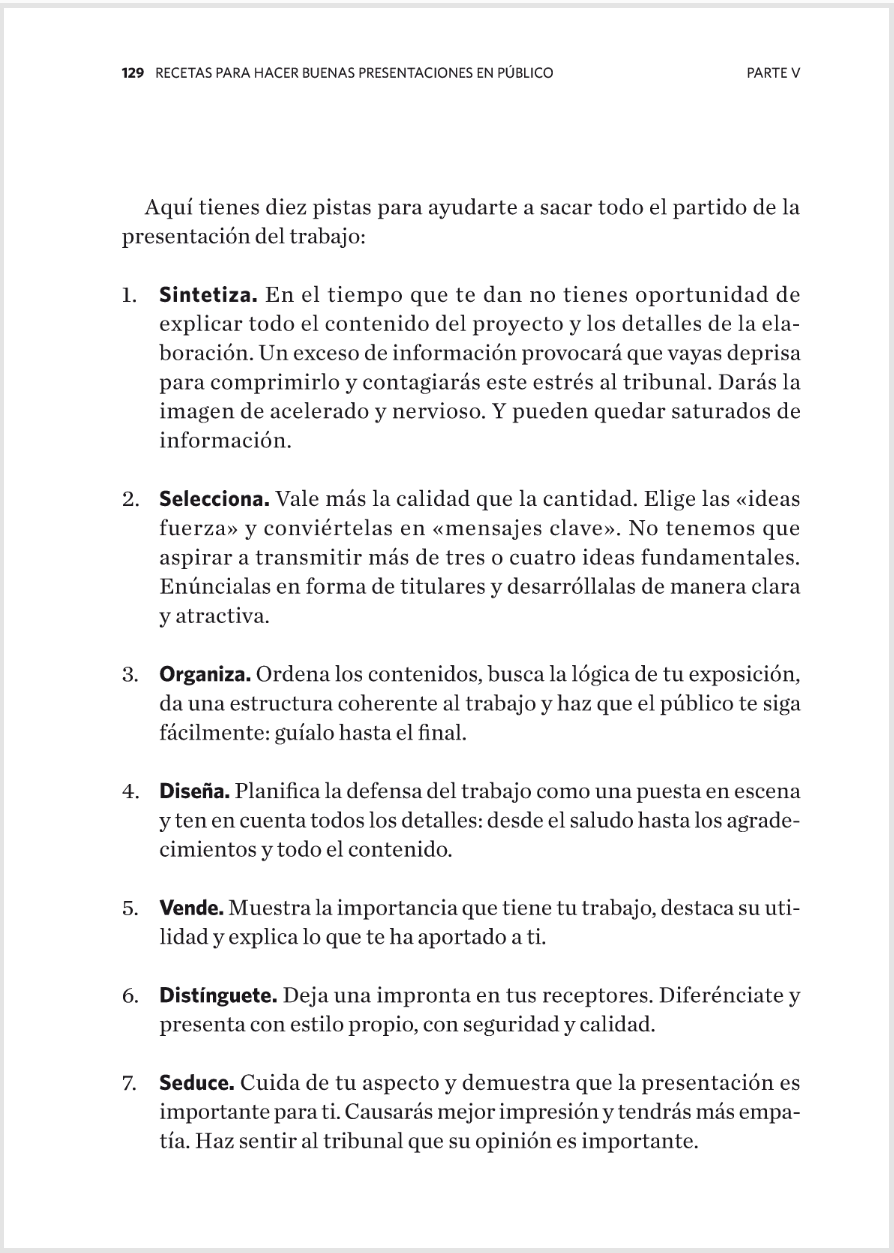 129 RECETAS PARA HACER BUENAS PRESENTACIONES EN PÚBLICO PARTE V
Aquí tienes diez pistas para ayudarte a sacar todo el partido de la
presentación del trabajo:
1. Sintetiza. En el tiempo que te dan no tienes oportunidad de
explicar todo el contenido del proyecto y los detalles de la ela-
boración. Un exceso de información provocará que vayas deprisa
para comprimirlo y contagiarás este estrés al tribunal. Darás la
imagen de acelerado y nervioso. Y pueden quedar saturados de
información.
2. Selecciona. Vale más la calidad que la cantidad. Elige las «ideas
fuerza» y conviértelas en «mensajes clave». No tenemos que
aspirar a transmitir más de tres o cuatro ideas fundamentales.
Enúncialas en forma de titulares y desarróllalas de manera clara
y atractiva.
3. Organiza. Ordena los contenidos, busca la lógica de tu exposición,
da una estructura coherente al trabajo y haz que el público te siga
fácilmente: guíalo hasta el final.
4. Diseña. Planifica la defensa del trabajo como una puesta en escena
y ten en cuenta todos los detalles: desde el saludo hasta los agrade-
cimientos y todo el contenido.
5. Vende. Muestra la importancia que tiene tu trabajo, destaca su uti-
lidad y explica lo que te ha aportado a ti.
6. Distínguete. Deja una impronta en tus receptores. Diferénciate y
presenta con estilo propio, con seguridad y calidad.
7. Seduce. Cuida de tu aspecto y demuestra que la presentación es
importante para ti. Causarás mejor impresión y tendrás más empa-
tía. Haz sentir al tribunal que su opinión es importante.